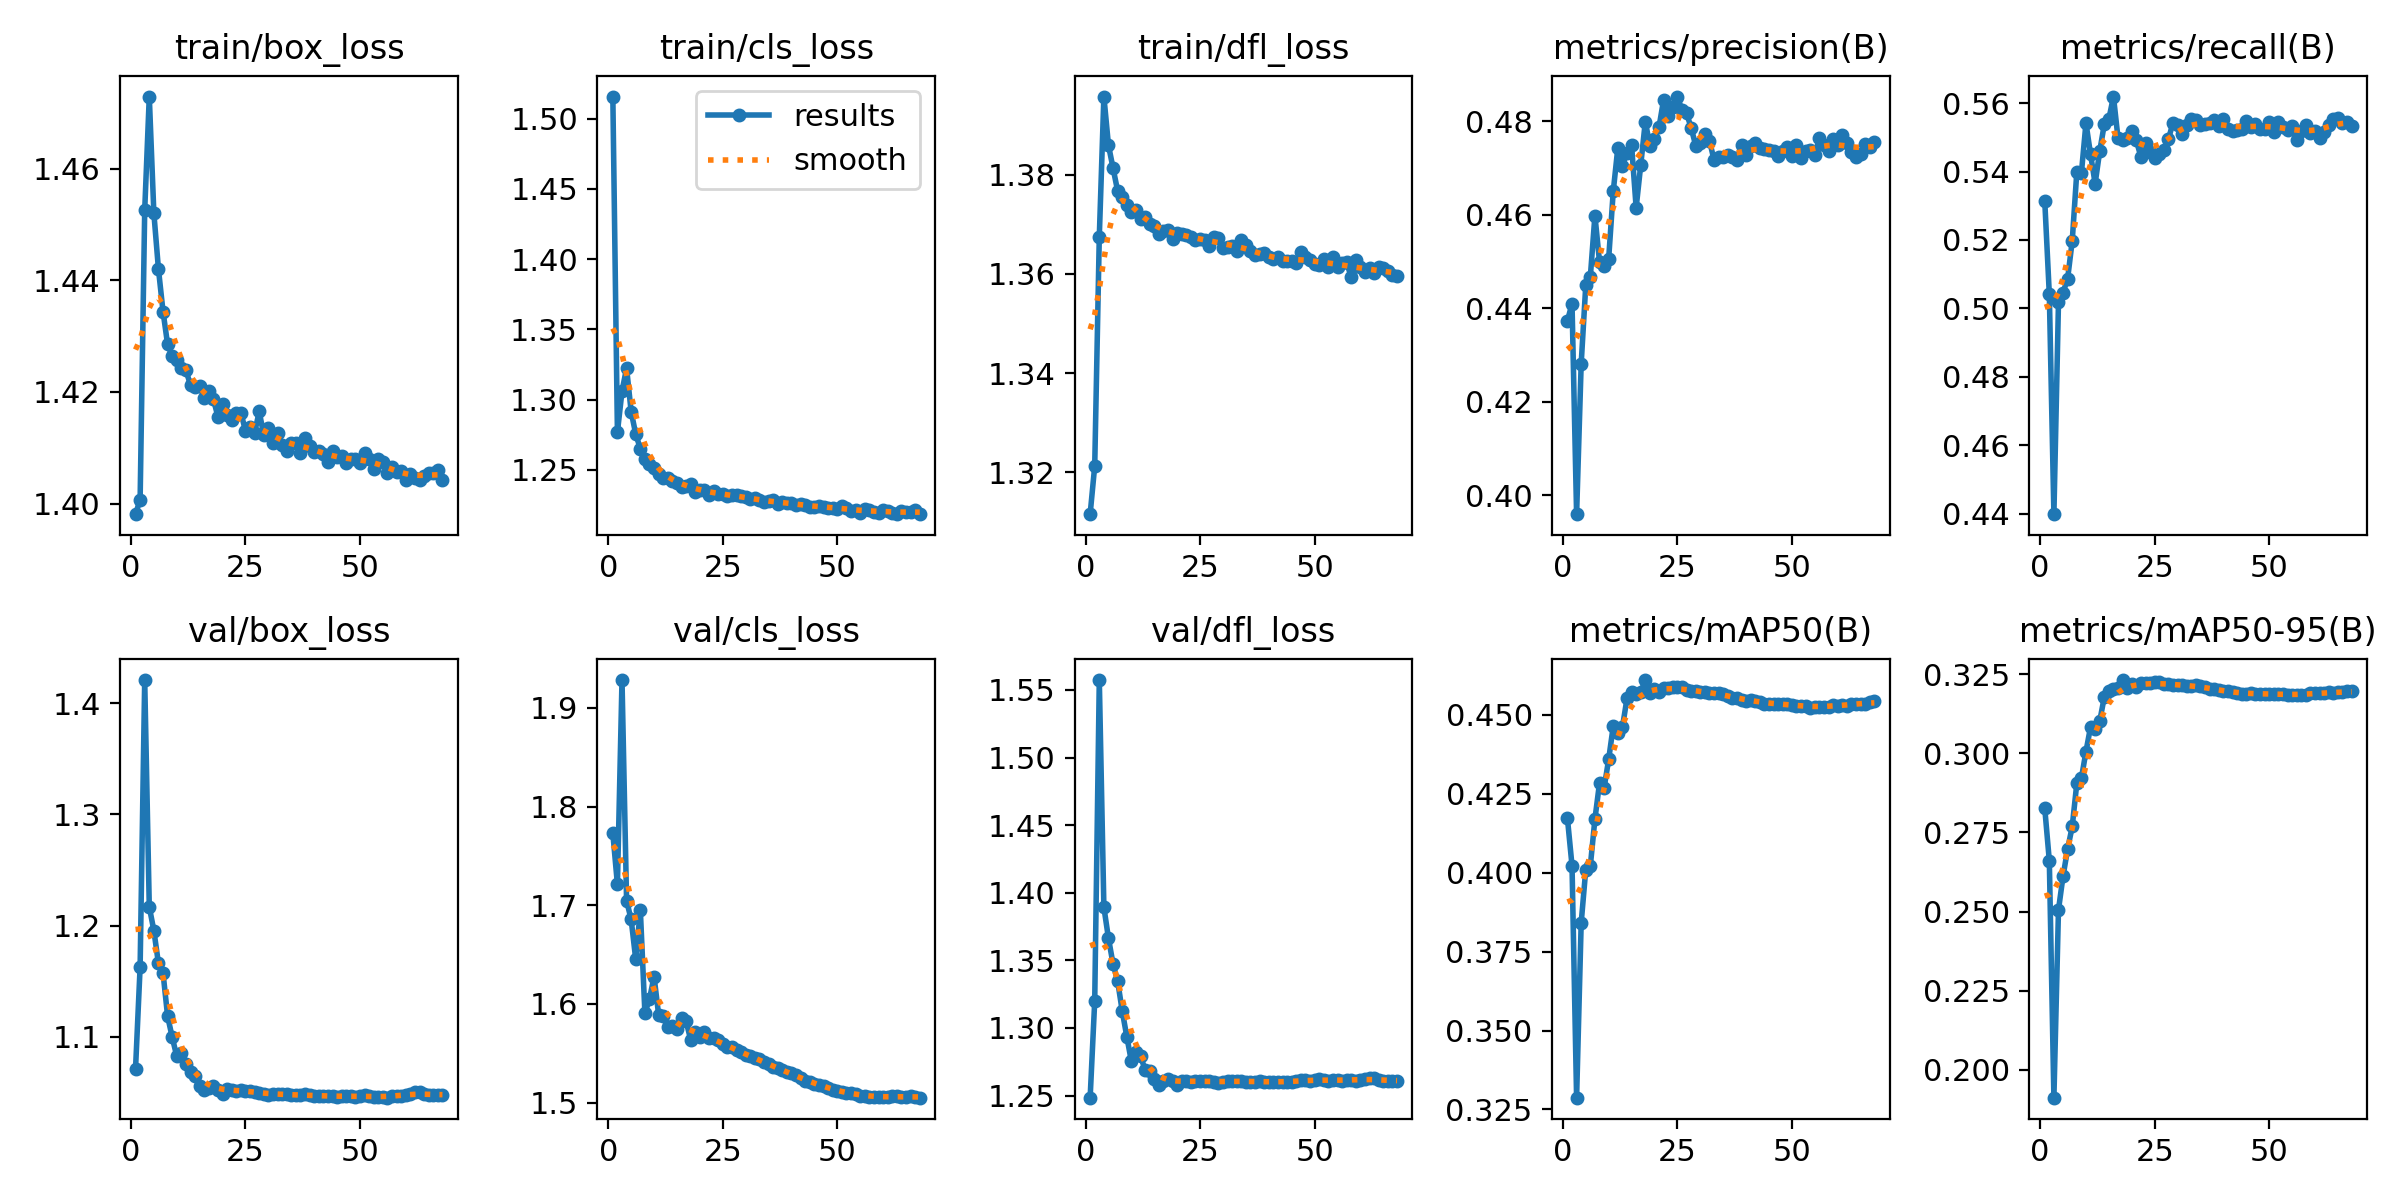 train/box_loss
1.46
1.44
1.42
1.40
0 25 50
train/cls_loss
results
smooth
1.50
1.45
1.40
1.35
1.30
1.25
0 25 50
train/dfl_loss
1.38
1.36
1.34
1.32
0 25 50
metrics/precision(B)
0.48
0.46
0.44
0.42
0.40
0 25 50
metrics/recall(B)
0.56
0.54
0.52
0.50
0.48
0.46
0.44
0 25 50
val/box_loss
1.4
1.3
1.2
1.1
0 25 50
val/cls_loss
1.9
1.8
1.7
1.6
1.5
0 25 50
val/dfl_loss
1.55
1.50
1.45
1.40
1.35
1.30
1.25
0 25 50
metrics/mAP50(B)
0.450
0.425
0.400
0.375
0.350
0.325
0 25 50
metrics/mAP50-95(B)
0.325
0.300
0.275
0.250
0.225
0.200
0 25 50